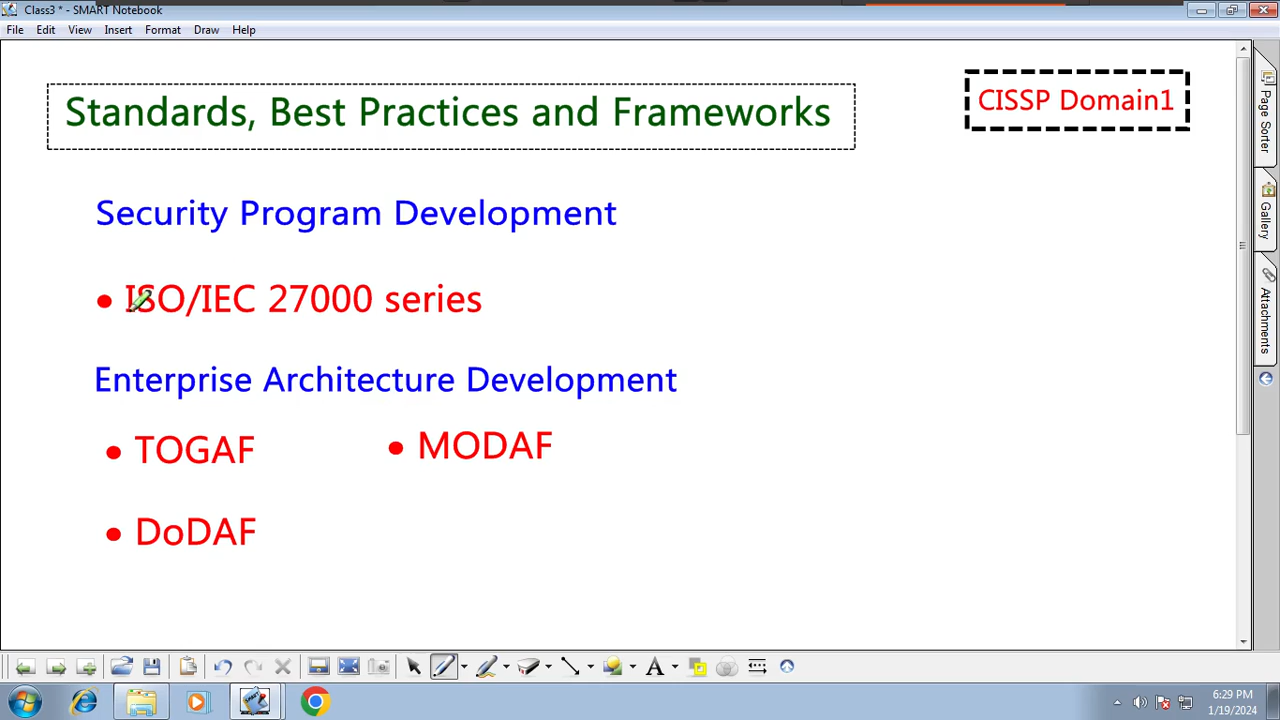 Class3 * - SMART Notebook
File Edit View Insert Format Draw Help
Standards, Best Practices and Frameworks
CISSP Domain1
Security Program Development
• ISO/IEC 27000 series
Enterprise Architecture Development
• TOGAF
• MODAF
• DoDAF
Page Sorter
Gallery
Attachments
6:29 PM
1/19/2024